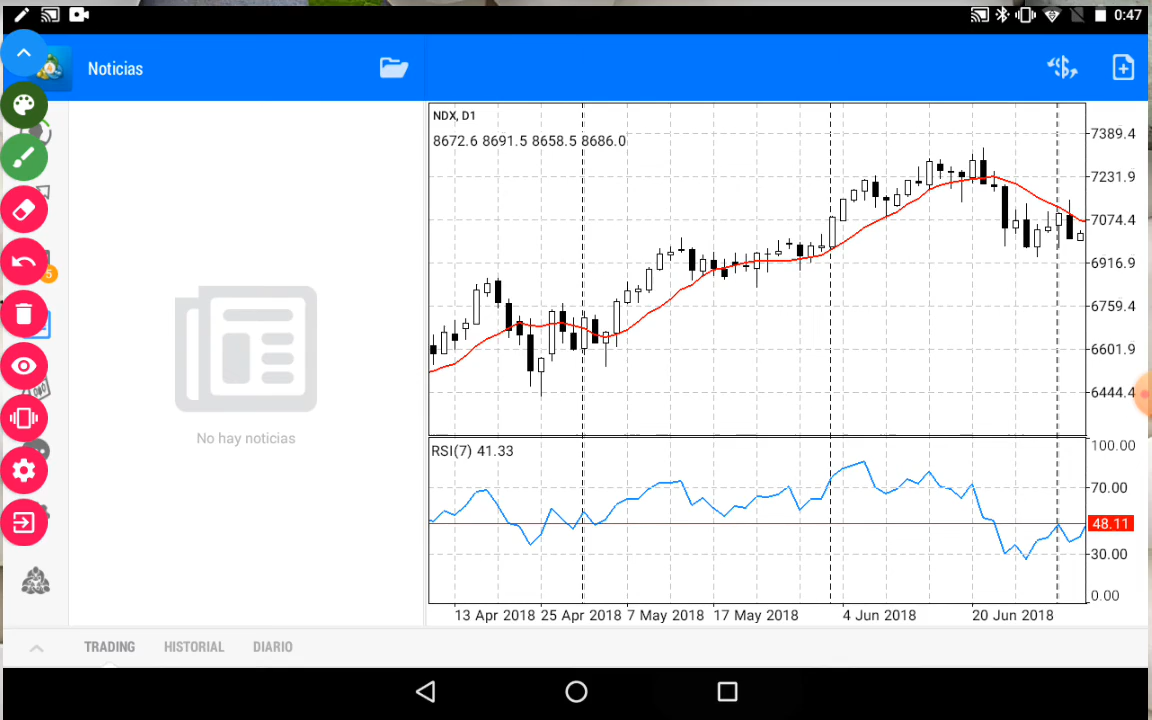 0:47
Noticias
NDX, D1
8672.6 8691.5 8658.5 8686.0
7389.4
7231.9
7074.4
6916.9
6759.4
6601.9
6444.4
No hay noticias
RSI(7) 41.33
100.00
70.00
48.11
30.00
0.00
13 Apr 2018 25 Apr 2018 7 May 2018 17 May 2018 4 Jun 2018 20 Jun 2018
TRADING HISTORIAL DIARIO